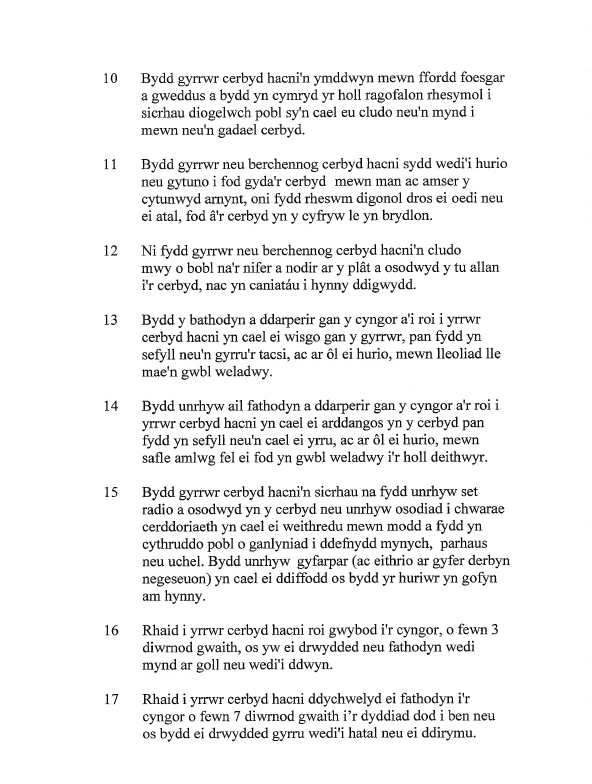 10 Bydd gyrrwr cerbyd hacni'n ymddwyn mewn ffordd foesgar
a gweddus a bydd yn cymryd yr holl ragofalon rhesymol i
sicrhau diogelwch pobl sy'n cael eu cludo neu'n mynd i
mewn neu'n gadael cerbyd.
11 Bydd gyrrwr neu berchennog cerbyd hacni sydd wedi'i hurio
neu gytuno i fod gyda'r cerbyd mewn man ac amser y
cytunwyd arnynt, oni fydd rheswm digonol dros ei oedi neu
ei atal, fod â'r cerbyd yn y cyfryw le yn brydlon.
12 Ni fydd gyrrwr neu berchennog cerbyd hacni'n cludo
mwy o bobl na'r nifer a nodir ar y plât a osodwyd y tu allan
i'r cerbyd, nac yn caniatáu i hynny ddigwydd.
13 Bydd y bathodyn a ddarperir gan y cyngor a'i roi i yrrwr
cerbyd hacni yn cael ei wisgo gan y gyrrwr, pan fydd yn
sefyll neu'n gyrru'r tacsi, ac ar ôl ei hurio, mewn lleoliad lle
mae'n gwbl weladwy.
14 Bydd unrhyw ail fathodyn a ddarperir gan y cyngor a'r roi i
yrrwr cerbyd hacni yn cael ei arddangos yn y cerbyd pan
fydd yn sefyll neu'n cael ei yrru, ac ar ôl ei hurio, mewn
safle amlwg fel ei fod yn gwbl weladwy i'r holl deithwyr.
15 Bydd gyrrwr cerbyd hacni'n sicrhau na fydd unrhyw set
radio a osodwyd yn y cerbyd neu unrhyw osodiad i chwarae
cerddoriaeth yn cael ei weithredu mewn modd a fydd yn
cythruddo pobl o ganlyniad i ddefnydd mynych, parhaus
neu uchel. Bydd unrhyw gyfarpar (ac eithrio ar gyfer derbyn
negeseuon) yn cael ei ddiffodd os bydd yr huriwr yn gofyn
am hynny.
16 Rhaid i yrrwr cerbyd hacni roi gwybod i'r cyngor, o fewn 3
diwrnod gwaith, os yw ei drwydded neu fathodyn wedi
mynd ar goll neu wedi'i ddwyn.
17 Rhaid i yrrwr cerbyd hacni ddychwelyd ei fathodyn i'r
cyngor o fewn 7 diwrnod gwaith i'r dyddiad dod i ben neu
os bydd ei drwydded gyrru wedi'i hatal neu ei ddirymu.